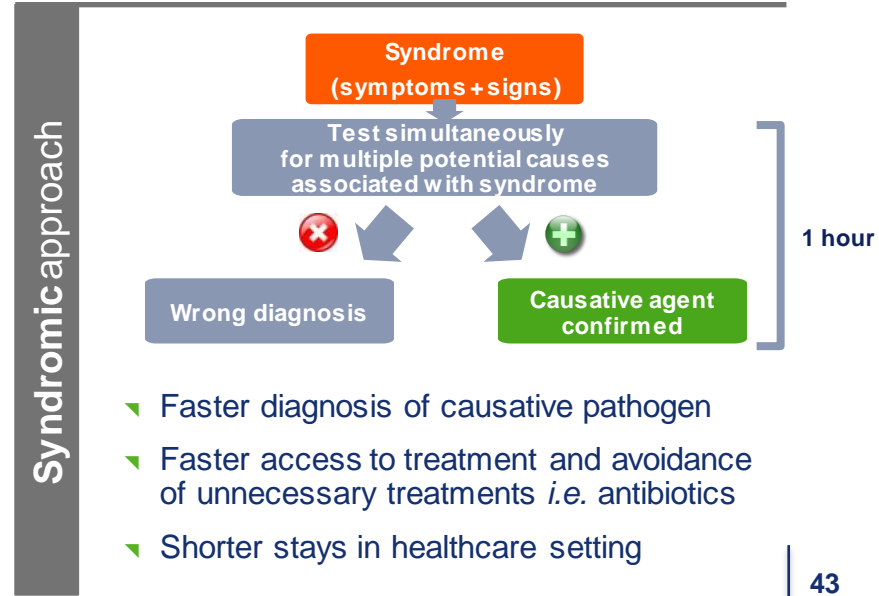 Syndromic approach
Syndrome
(symptoms + signs)
Test simultaneously
for multiple potential causes
associated with syndrome
1 hour
Wrong diagnosis
Causative agent
confirmed
Faster diagnosis of causative pathogen
Faster access to treatment and avoidance
of unnecessary treatments i.e. antibiotics
Shorter stays in healthcare setting
43